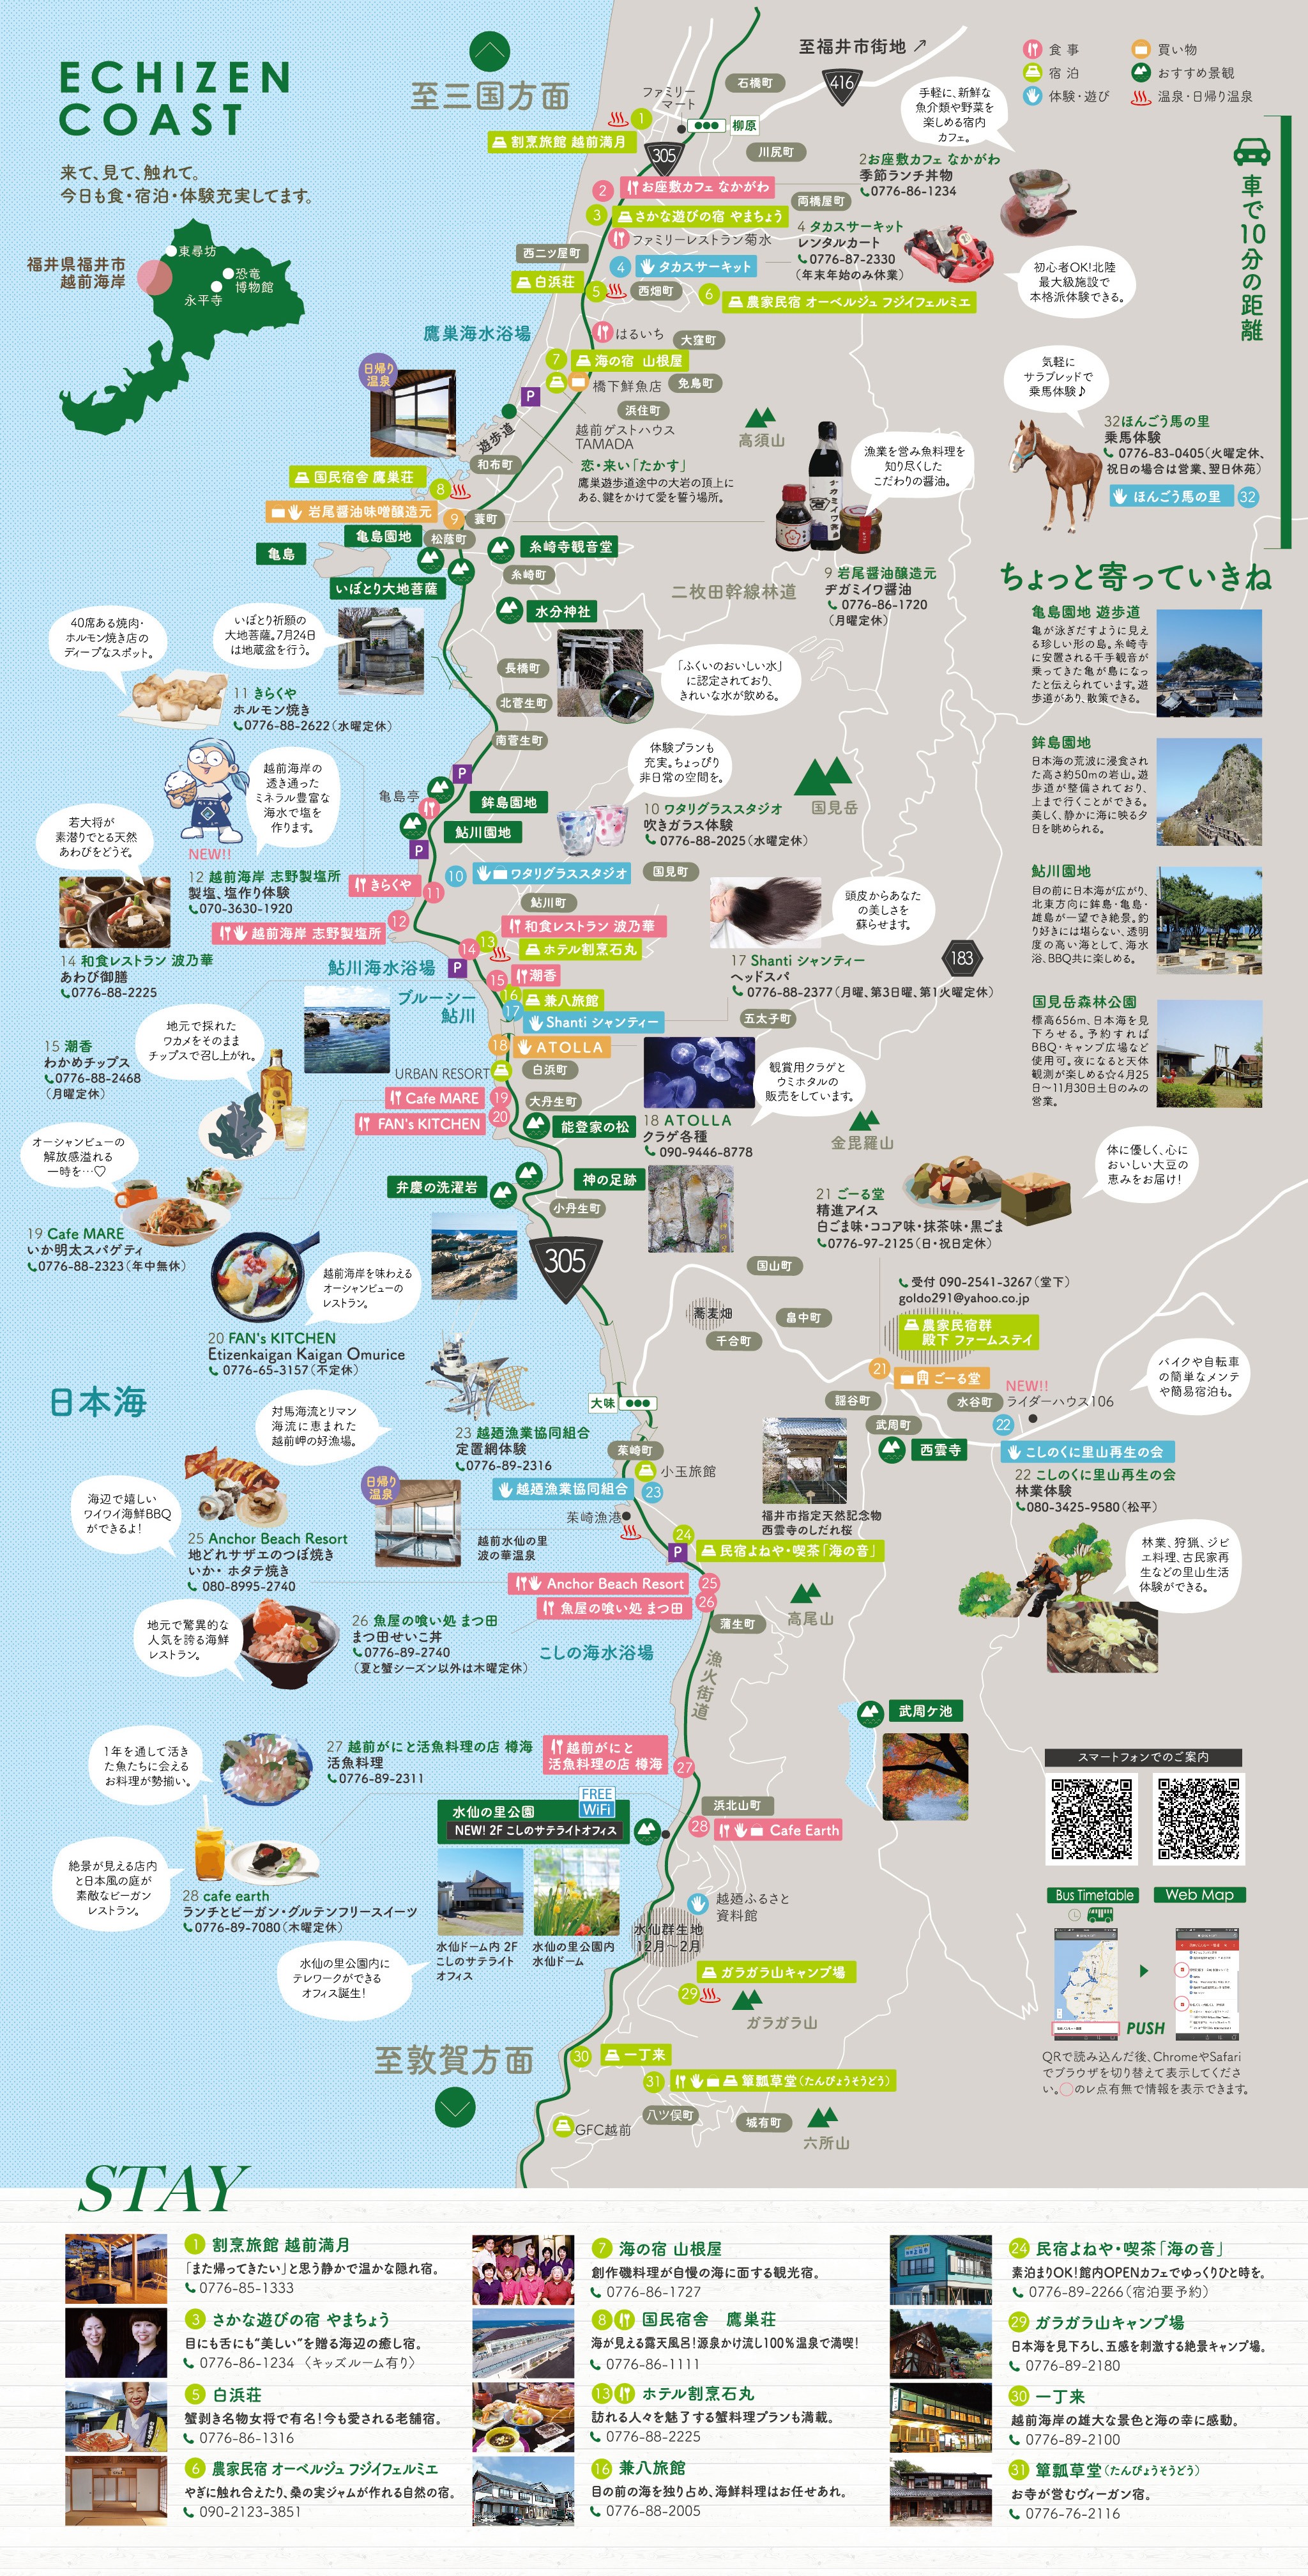 ECHIZEN
COAST
来て、見て、触れて。
今日も食・宿泊・体験充実してます。
福井県福井市
越前海岸
東尋坊
恐竜
博物館
永平寺
至三国方面
至福井市街地
416
食 事
買い物
宿 泊
おすすめ景観
体験・遊び
温泉・日帰り温泉
車で10分の距離
石橋町
ファミリー
マート
1
割烹旅館 越前満月
柳原
305
川尻町
手軽に、新鮮な
魚介類や野菜を
楽しめる宿内
カフェ。
2お座敷カフェ なかがわ
季節ランチ丼物
0776-86-1234
2
お座敷カフェ なかがわ
両橋屋町
3
さかな遊びの宿 やまちょう
ファミリーレストラン菊水
4 タカスサーキット
レンタルカート
0776-87-2330
(年末年始のみ休業)
初心者OK!北陸
最大級施設で
本格派体験できる。
西二ツ屋町
4
タカスサーキット
白浜荘
5
西畑町
6
農家民宿 オーベルジュ フジイフェルミエ
鷹巣海水浴場
はるいち
大窪町
7
海の宿 山根屋
橋下鮮魚店
免鳥町
日帰り
温泉
P
浜住町
越前ゲストハウス
TAMADA
高須山
遊歩道
和布町
恋・来い「たかす」
鷹巣遊歩道途中の大岩の頂上に
ある、鍵をかけて愛を誓う場所。
気軽に
サラブレッドで
乗馬体験♪
32ほんごう馬の里
乗馬体験
0776-83-0405(火曜定休、
祝日の場合は営業、翌日休苑)
ほんごう馬の里
32
漁業を営み魚料理を
知り尽くした
こだわりの醤油。
国民宿舎 鷹巣荘
8
岩尾醤油味噌醸造元
9
蓑町
亀島園地
松蔭町
亀島
糸崎寺観音堂
いぼとり大地菩薩
糸崎町
二枚田幹線林道
9 岩尾醤油醸造元
ヂガミイワ醤油
0776-86-1720
(月曜定休)
水分神社
長橋町
「ふくいのおいしい水」
に認定されており、
きれいな水が飲める。
北菅生町
南菅生町
40席ある焼肉・
ホルモン焼き店の
ディープなスポット。
いぼとり祈願の
大地菩薩。7月24日
は地蔵盆を行う。
11 きらくや
ホルモン焼き
0776-88-2622(水曜定休)
ちょっと寄っていきね
亀島園地 遊歩道
亀が泳ぎだすように見え
る珍しい形の島。糸崎寺
に安置される千手観音が
乗ってきた亀が島になっ
たと伝えられています。遊
歩道があり、散策できる。
鉾島園地
日本海の荒波に浸食され
た高さ約50mの岩山。遊
歩道が整備されており、
上まで行くことができる。
美しく、静かに海に映る夕
日を眺められる。
鮎川園地
目の前に日本海が広がり、
北東方向に鉾島・亀島・
雄島が一望でき絶景。釣
り好きには堪らない、透明
度の高い海として、海水
浴、BBQ共に楽しめる。
国見岳森林公園
標高656m、日本海を見
下ろせる。予約すれば
BBQ・キャンプ広場など
使用可。夜になると天体
観測が楽しめる☆4月25
日〜11月30日土日のみの
営業。
越前海岸の
透き通った
ミネラル豊富な
海水で塩を
作ります。
NEW!!
若大将が
素潜りでとる天然
あわびをどうぞ。
12 越前海岸 志野製塩所
製塩、塩作り体験
070-3630-1920
P
亀島亭
鉾島園地
鮎川園地
P
体験プランも
充実。ちょっぴり
非日常の空間を。
10 ワタリグラススタジオ
吹きガラス体験
0776-88-2025(水曜定休)
国見岳
きらくや
11
10
ワタリグラススタジオ
国見町
越前海岸 志野製塩所
12
鮎川町
和食レストラン 波乃華
14
13
ホテル割烹石丸
頭皮からあなた
の美しさを
蘇らせます。
183
17 Shanti シャンティー
ヘッドスパ
0776-88-2377(月曜、第3日曜、第1火曜定休)
14 和食レストラン 波乃華
あわび御膳
0776-88-2225
鮎川海水浴場
P
15
潮香
16
兼八旅館
ブルーシー
鮎川
17
Shanti シャンティー
五太子町
18
ATOLLA
URBAN RESORT
白浜町
地元で採れた
ワカメをそのまま
チップスで召し上がれ。
15 潮香
わかめチップス
0776-88-2468
(月曜定休)
Cafe MARE
19
大丹生町
FAN's KITCHEN
20
能登家の松
観賞用クラゲと
ウミホタルの
販売をしています。
18 ATOLLA
クラゲ各種
090-9446-8778
金毘羅山
弁慶の洗濯岩
神の足跡
小丹生町
オーシャンビューの
解放感溢れる
一時を…♡
19 Cafe MARE
いか明太スパゲティ
0776-88-2323(年中無休)
越前海岸を味わえる
オーシャンビューの
レストラン。
20 FAN's KITCHEN
Etizenkaigan Kaigan Omurice
0776-65-3157(不定休)
305
体に優しく、心に
おいしい大豆の
恵みをお届け!
21 ごーる堂
精進アイス
白ごま味・ココア味・抹茶味・黒ごま
0776-97-2125(日・祝日定休)
国山町
受付 090-2541-3267(堂下)
goldo291@yahoo.co.jp
蕎麦畑
畠中町
千合町
農家民宿群
殿下 ファームステイ
21
ごーる堂
バイクや自転車
の簡単なメンテ
や簡易宿泊も。
NEW!!
ライダーハウス106
謡谷町
水谷町
武周町
22
西雲寺
こしのくに里山再生の会
22 こしのくに里山再生の会
林業体験
080-3425-9580(松平)
日本海
対馬海流とリマン
海流に恵まれた
越前岬の好漁場。
23 越廼漁業協同組合
定置網体験
0776-89-2316
大味
茱崎町
小玉旅館
越廼漁業協同組合
23
茱崎漁港
日帰り
温泉
越前水仙の里
波の華温泉
福井市指定天然記念物
西雲寺のしだれ桜
海辺で嬉しい
ワイワイ海鮮BBQ
ができるよ!
25 Anchor Beach Resort
地どれサザエのつぼ焼き
いか・ホタテ焼き
080-8995-2740
24
P
民宿よねや・喫茶「海の音」
Anchor Beach Resort
25
魚屋の喰い処 まつ田
26
高尾山
蒲生町
林業、狩猟、ジビ
エ料理、古民家再
生などの里山生活
体験ができる。
地元で驚異的な
人気を誇る海鮮
レストラン。
26 魚屋の喰い処 まつ田
まつ田せいこ丼
0776-89-2740
(夏と蟹シーズン以外は木曜定休)
こしの海水浴場
漁火街道
武周ケ池
1年を通して活き
た魚たちに会える
お料理が勢揃い。
27 越前がにと活魚料理の店 樽海
活魚料理
0776-89-2311
越前がにと
活魚料理の店 樽海
27
FREE
WiFi
水仙の里公園
NEW! 2F こしのサテライトオフィス
浜北山町
28
Cafe Earth
絶景が見える店内
と日本風の庭が
素敵なビーガン
レストラン。
28 cafe earth
ランチとビーガン・グルテンフリースイーツ
0776-89-7080(木曜定休)
水仙ドーム内 2F
こしのサテライト
オフィス
水仙の里公園内
水仙ドーム
越廼ふるさと
資料館
水仙群生地
12月〜2月
水仙の里公園内に
テレワークができる
オフィス誕生!
ガラガラ山キャンプ場
29
ガラガラ山
至敦賀方面
30
一丁来
31
簞瓢草堂(たんぴょうそうどう)
八ツ俣町
城有町
六所山
GFC越前
スマートフォンでのご案内
Bus Timetable
Web Map
PUSH
QRで読み込んだ後、ChromeやSafari
でブラウザを切り替えて表示してくださ
い。◯のレ点有無で情報を表示できます。
STAY
1 割烹旅館 越前満月
「また帰ってきたい」と思う静かで温かな隠れ宿。
0776-85-1333
3 さかな遊びの宿 やまちょう
目にも舌にも“美しい”を贈る海辺の癒し宿。
0776-86-1234 〈キッズルーム有り〉
5 白浜荘
蟹剥き名物女将で有名!今も愛される老舗宿。
0776-86-1316
6 農家民宿 オーベルジュ フジイフェルミエ
やぎに触れ合えたり、桑の実ジャムが作れる自然の宿。
090-2123-3851
7 海の宿 山根屋
創作磯料理が自慢の海に面する観光宿。
0776-86-1727
8 国民宿舎 鷹巣荘
海が見える露天風呂!源泉かけ流し100%温泉で満喫!
0776-86-1111
13 ホテル割烹石丸
訪れる人々を魅了する蟹料理プランも満載。
0776-88-2225
16 兼八旅館
目の前の海を独り占め、海鮮料理はお任せあれ。
0776-88-2005
24 民宿よねや・喫茶「海の音」
素泊まりOK!館内OPENカフェでゆっくりひと時を。
0776-89-2266(宿泊要予約)
29 ガラガラ山キャンプ場
日本海を見下ろし、五感を刺激する絶景キャンプ場。
0776-89-2180
30 一丁来
越前海岸の雄大な景色と海の幸に感動。
0776-89-2100
31 簞瓢草堂(たんぴょうそうどう)
お寺が営むヴィーガン宿。
0776-76-2116